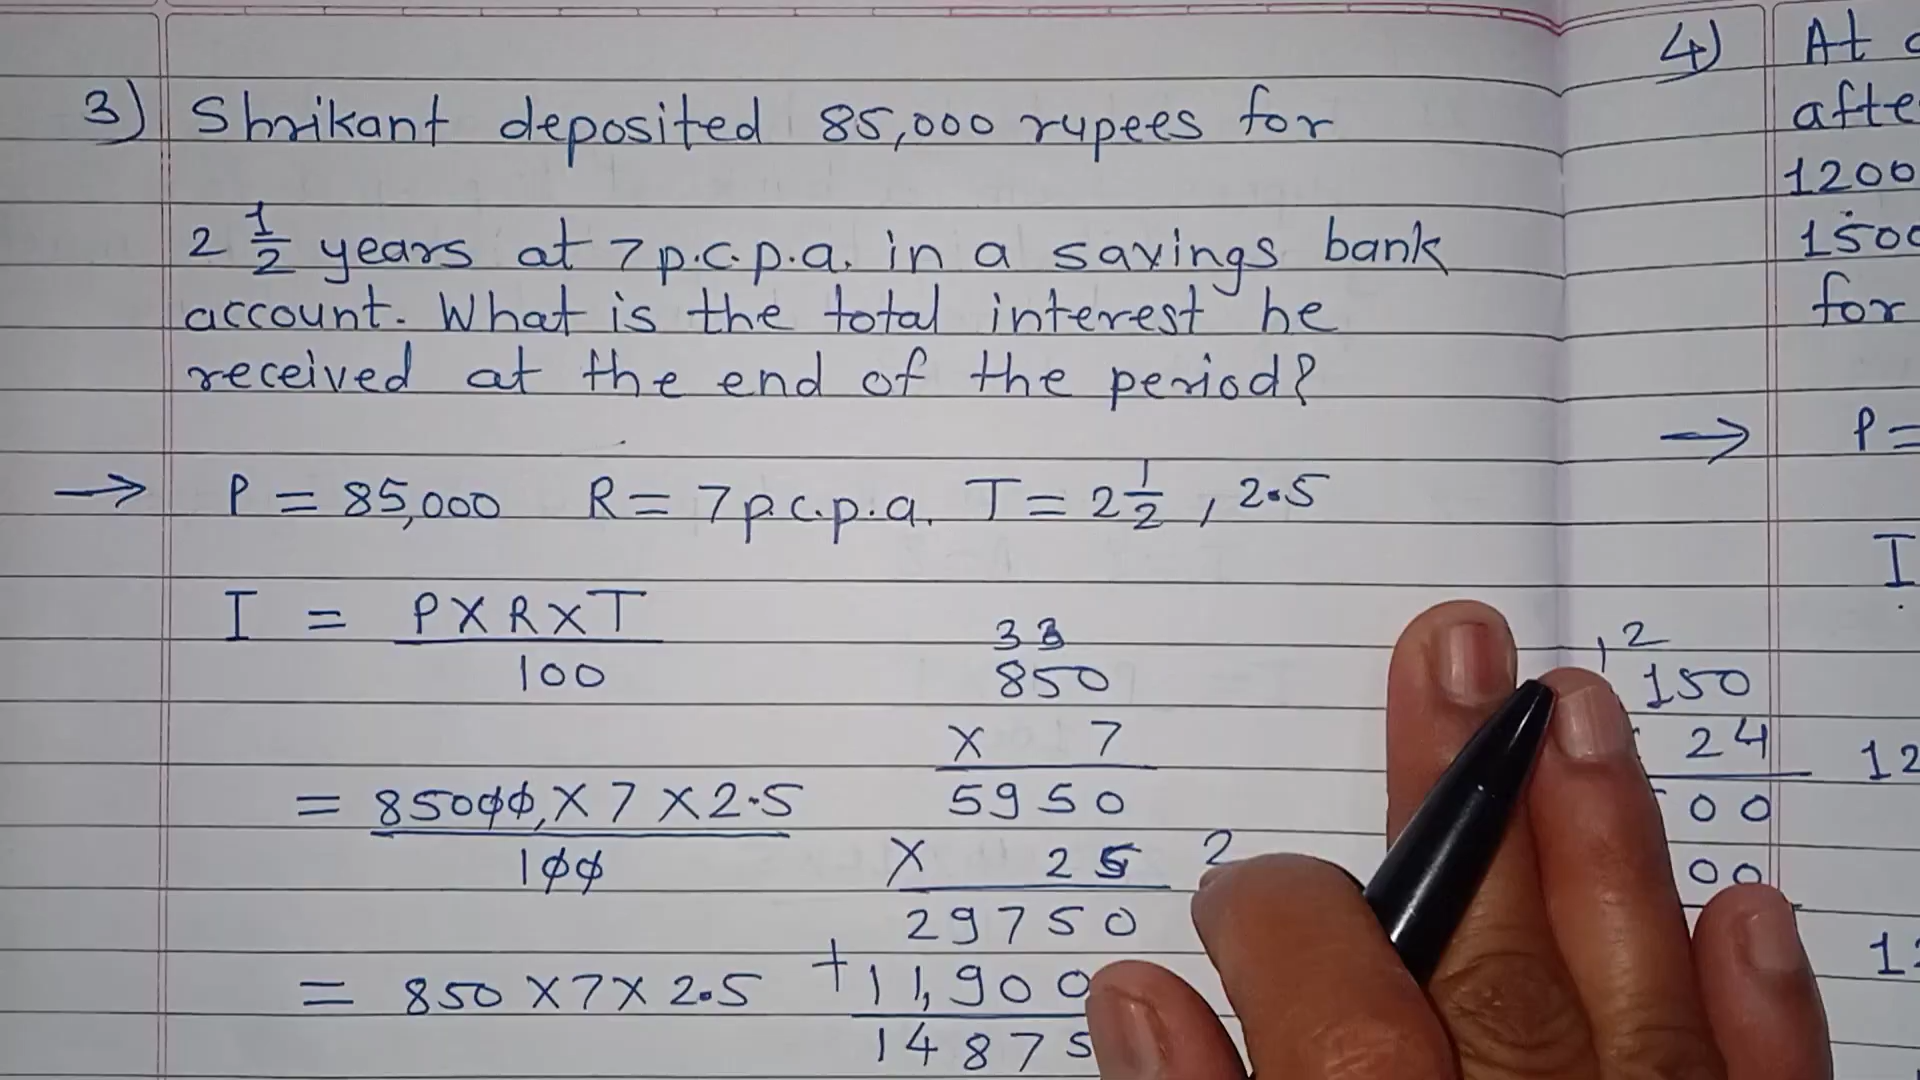 3) Shrikant deposited 85,000 rupees for
2 1/2 years at 7 p.c.p.a. in a savings bank
account. What is the total interest he
received at the end of the period?
→ P = 85,000 R = 7 p.c.p.a. T = 2 1/2 , 2.5
I = P X R X T
100
3 3
850
X 7
= 85000, X 7 X 2.5
5950
100
X 25
2
29750
= 850 X 7 X 2.5
+ 11,900
14875
4) At
afte
1200
1500
for
→ P =
I
1 2
150
24
12
00
00